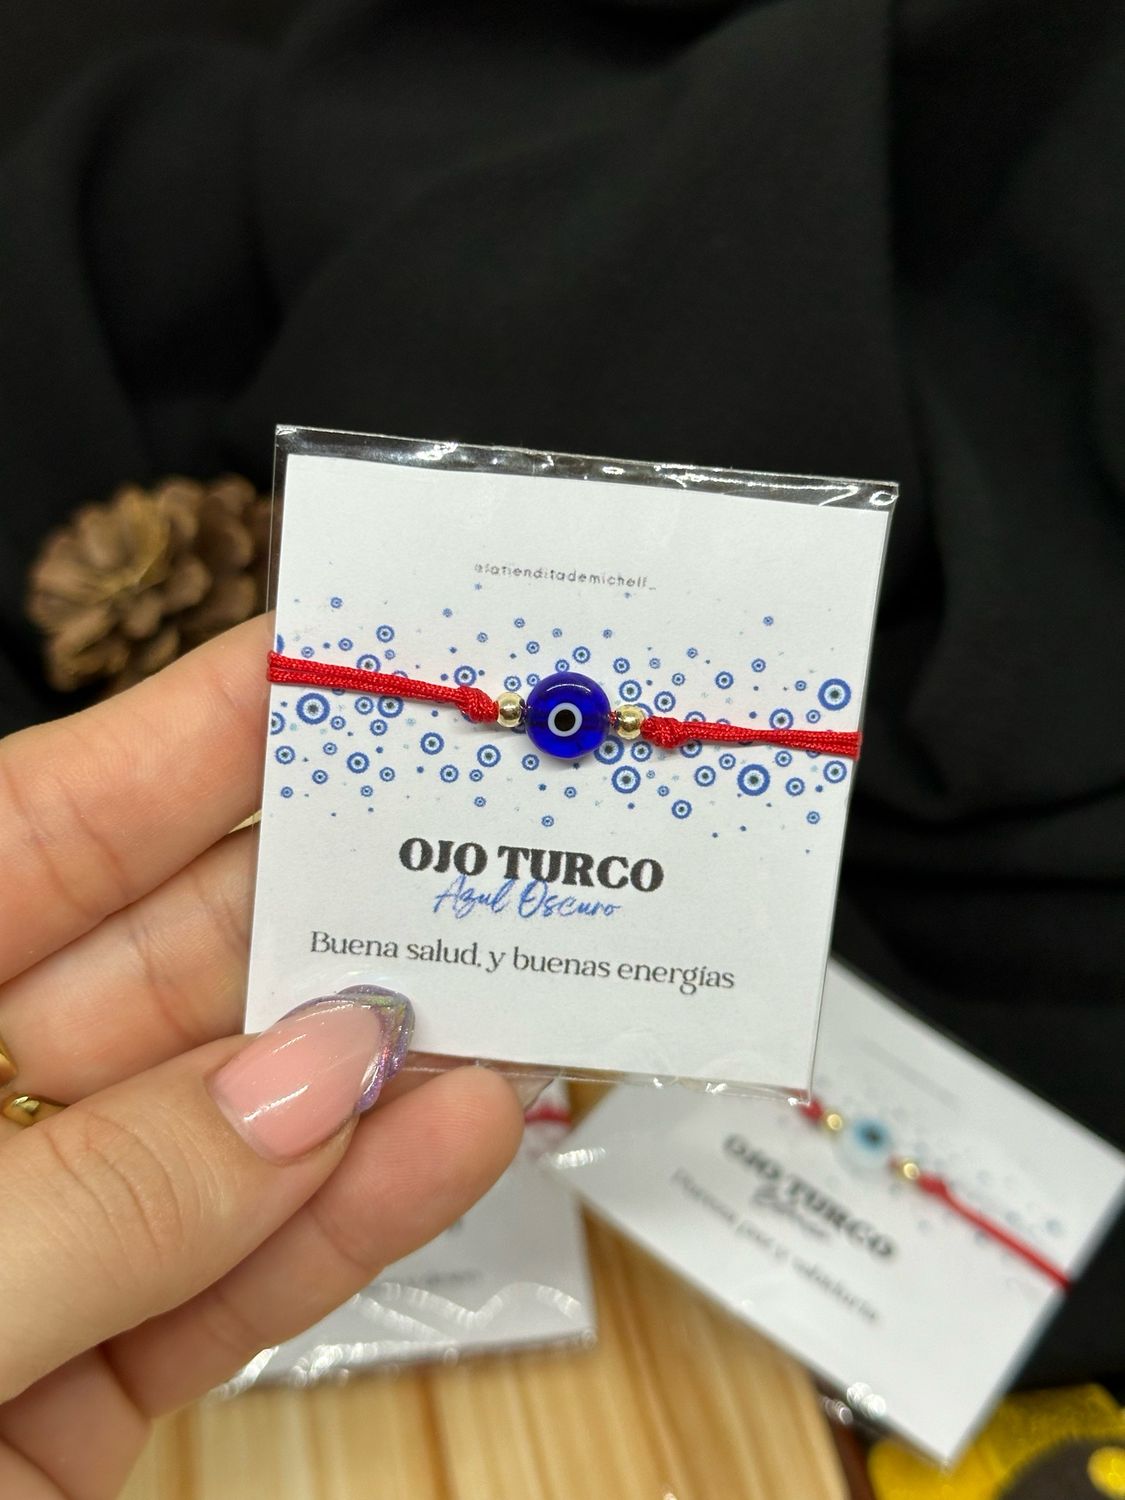 @latienditademichell_
OJO TURCO
Azul Oscuro
Buena salud, y buenas energías
OJO TURCO